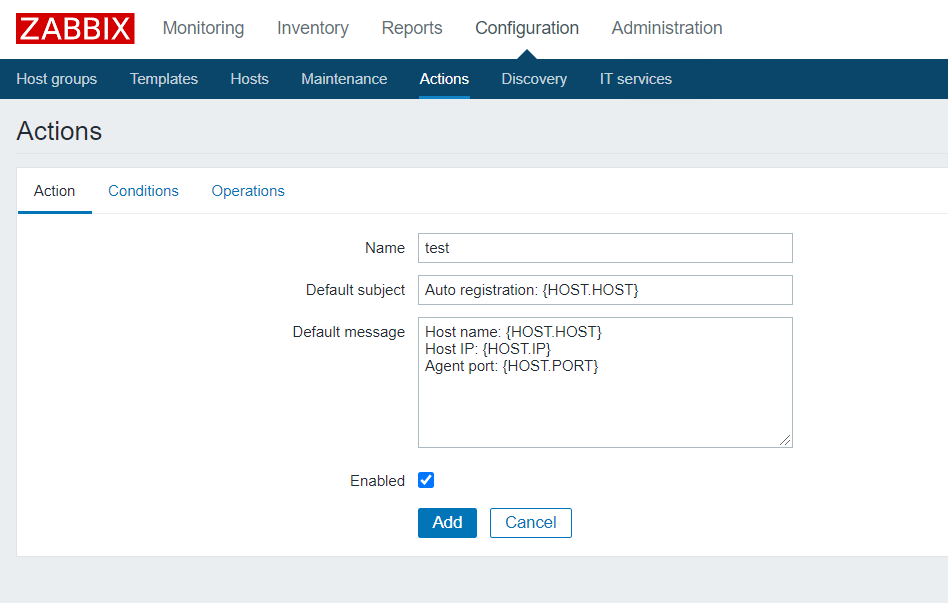 ZABBIX Monitoring Inventory Reports Configuration Administration
Host groups Templates Hosts Maintenance Actions Discovery IT services
Actions
Action Conditions Operations
Name test
Default subject Auto registration: {HOST.HOST}
Default message Host name: {HOST.HOST}
Host IP: {HOST.IP}
Agent port: {HOST.PORT}
Enabled
Add Cancel